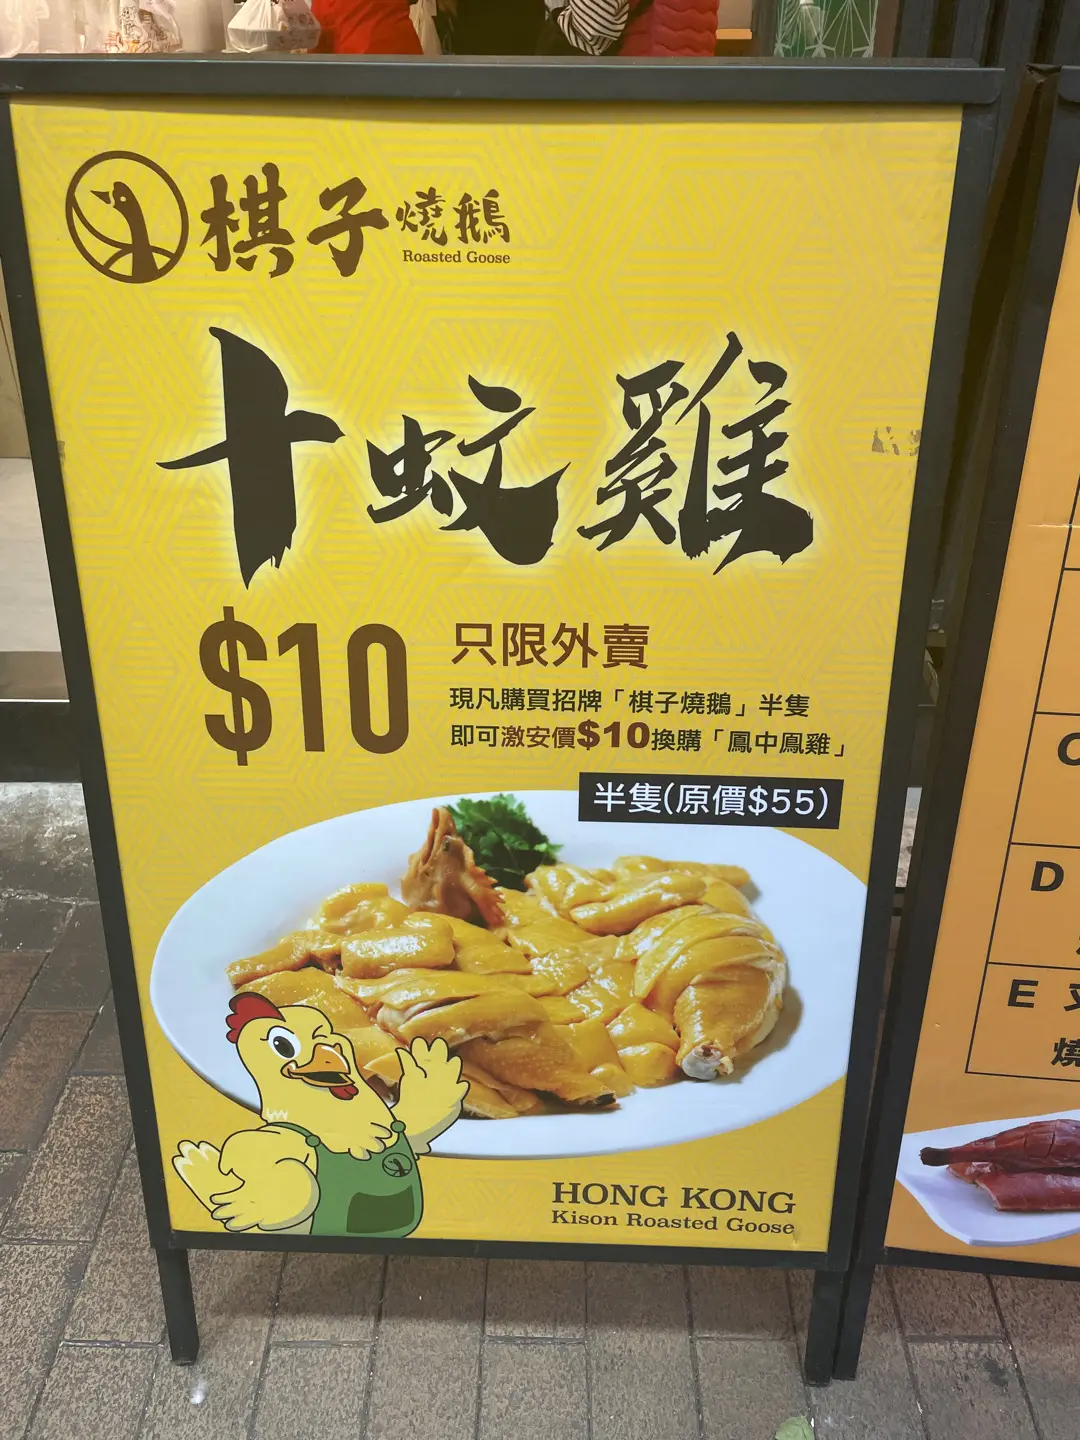 棋子燒鵝
Roasted Goose
十蚊雞
$10
只限外賣
現凡購買招牌「棋子燒鵝」半隻
即可激安價$10換購「鳳中鳳雞」
半隻(原價$55)
HONG KONG
Kison Roasted Goose
D
E
燒